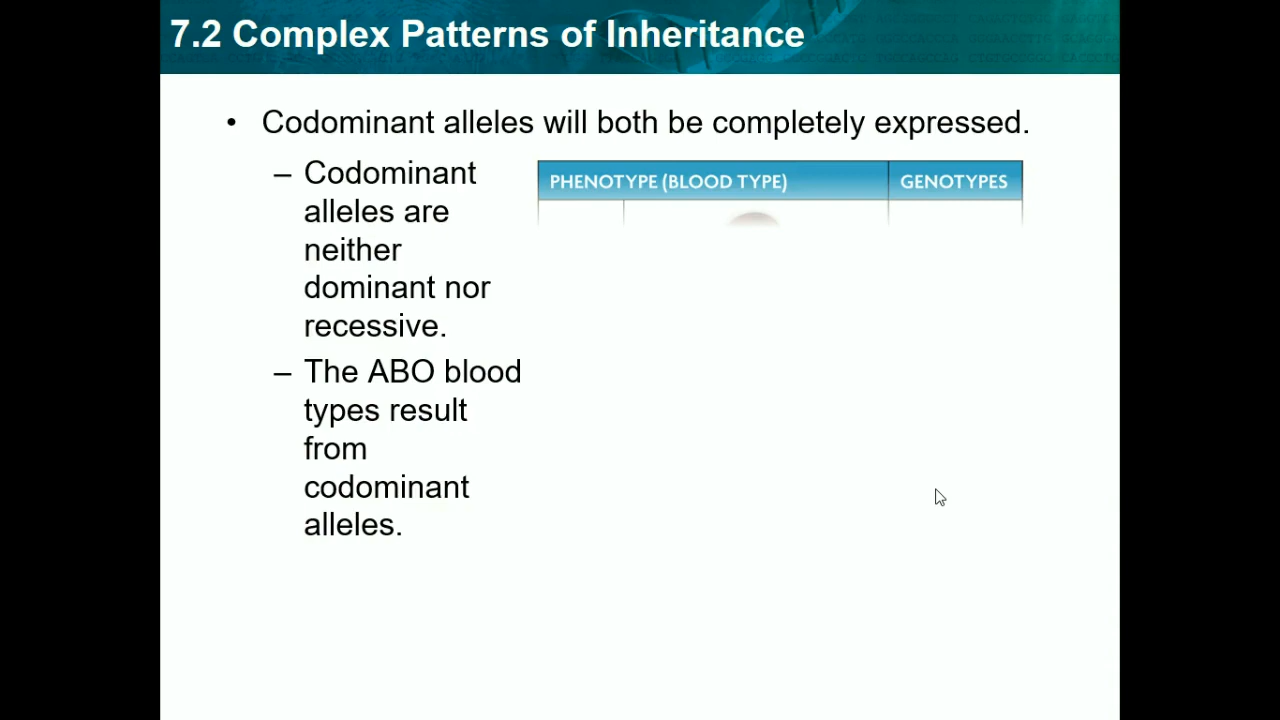 7.2 Complex Patterns of Inheritance
• Codominant alleles will both be completely expressed.
– Codominant
alleles are
neither
dominant nor
recessive.
– The ABO blood
types result
from
codominant
alleles.
PHENOTYPE (BLOOD TYPE) GENOTYPES